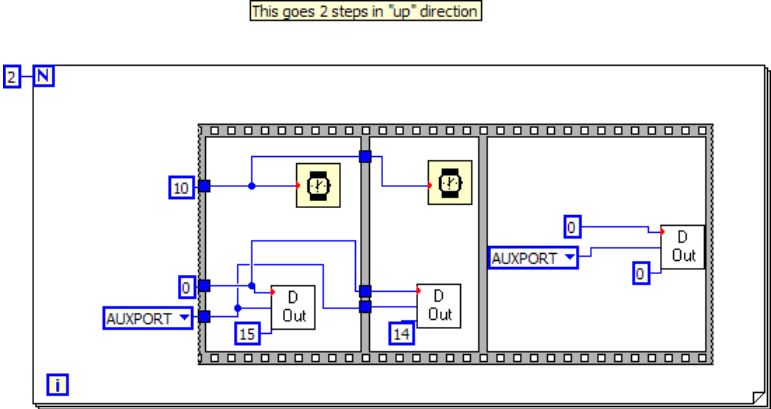 This goes 2 steps in "up" direction
2 N
10
0
AUXPORT
D
Out
15
D
Out
14
0
AUXPORT
D
Out
0
i